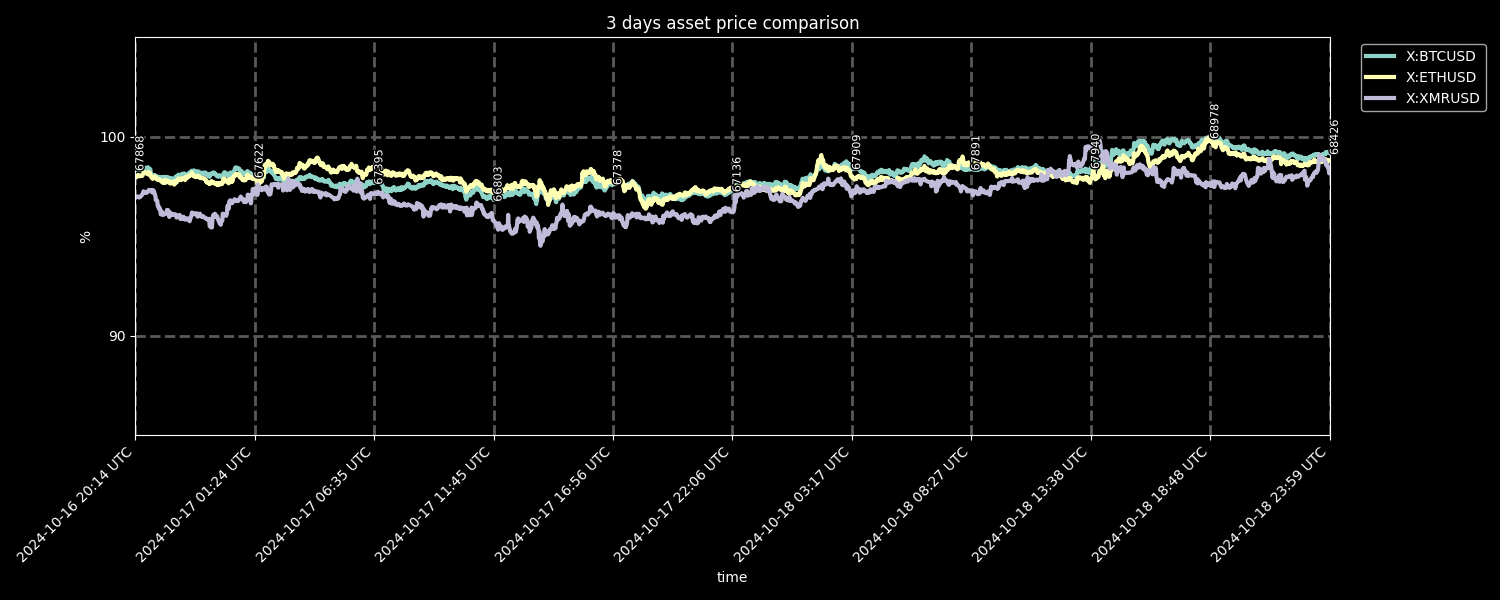 3 days asset price comparison
X:BTCUSD
X:ETHUSD
X:XMRUSD
100
90
%
67868
67622
67395
66803
67378
67136
67909
67891
67940
68978
68426
2024-10-16 20:14 UTC
2024-10-17 01:24 UTC
2024-10-17 06:35 UTC
2024-10-17 11:45 UTC
2024-10-17 16:56 UTC
2024-10-17 22:06 UTC
2024-10-18 03:17 UTC
2024-10-18 08:27 UTC
2024-10-18 13:38 UTC
2024-10-18 18:48 UTC
2024-10-18 23:59 UTC
time